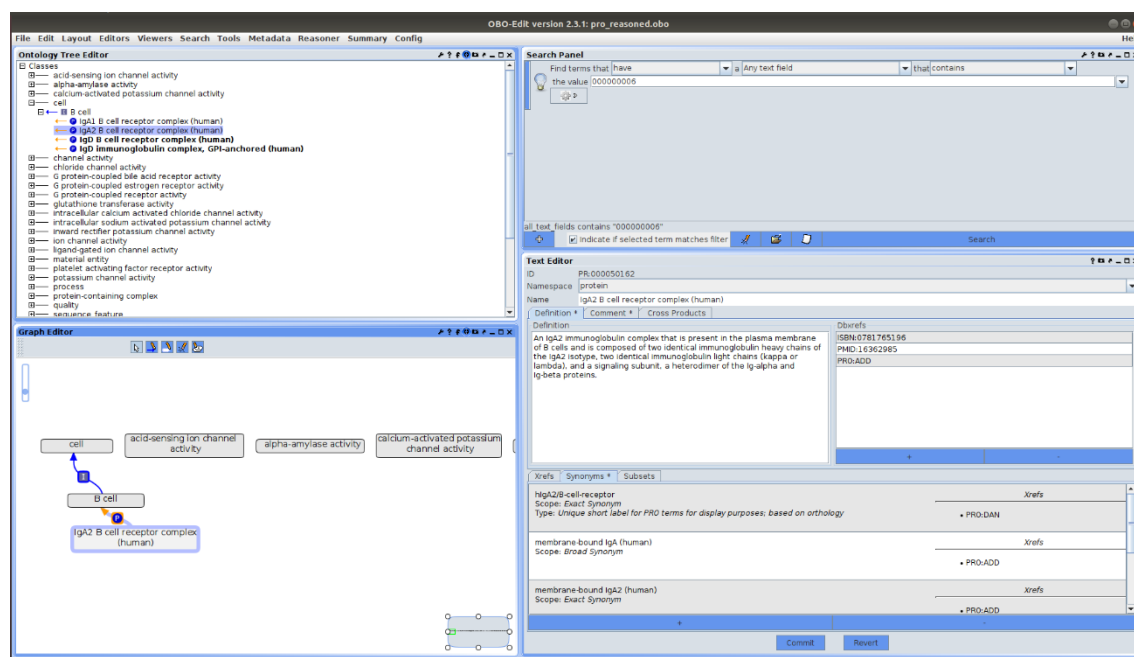 OBO-Edit version 2.3.1: pro_reasoned.obo
File Edit Layout Editors Viewers Search Tools Metadata Reasoner Summary Config He
Ontology Tree Editor
Classes
acid-sensing ion channel activity
alpha-amylase activity
calcium-activated potassium channel activity
cell
B cell
IgA1 B cell receptor complex (human)
IgA2 B cell receptor complex (human)
IgD B cell receptor complex (human)
IgD immunoglobulin complex, GPI-anchored (human)
channel activity
chloride channel activity
G protein-coupled bile acid receptor activity
G protein-coupled estrogen receptor activity
G protein-coupled receptor activity
glutathione transferase activity
intracellular calcium activated chloride channel activity
intracellular sodium activated potassium channel activity
inward rectifier potassium channel activity
ion channel activity
ligand-gated ion channel activity
material entity
platelet activating factor receptor activity
potassium channel activity
process
protein-containing complex
quality
sequence feature
Graph Editor
cell
acid-sensing ion channel
activity
alpha-amylase activity
calcium-activated potassium
channel activity
I
B cell
P
IgA2 B cell receptor complex
(human)
Search Panel
Find terms that have a Any text field that contains
the value 000000006
all_text_fields contains "000000006"
Indicate if selected term matches filter
Search
Text Editor
ID PR:000050162
Namespace protein
Name IgA2 B cell receptor complex (human)
Definition * Comment * Cross Products
Definition
An IgA2 immunoglobulin complex that is present in the plasma membrane
of B cells and is composed of two identical immunoglobulin heavy chains of
the IgA2 isotype, two identical immunoglobulin light chains (kappa or
lambda), and a signaling subunit, a heterodimer of the Ig-alpha and
Ig-beta proteins.
Dbxrefs
ISBN:0781765196
PMID:16362985
PRO:ADD
+ -
Xrefs Synonyms * Subsets
hIgA2/B-cell-receptor
Scope: Exact Synonym
Type: Unique short label for PRO terms for display purposes; based on orthology
Xrefs
• PRO:DAN
membrane-bound IgA (human)
Scope: Broad Synonym
Xrefs
• PRO:ADD
membrane-bound IgA2 (human)
Scope: Exact Synonym
Xrefs
• PRO:ADD
+ -
Commit Revert